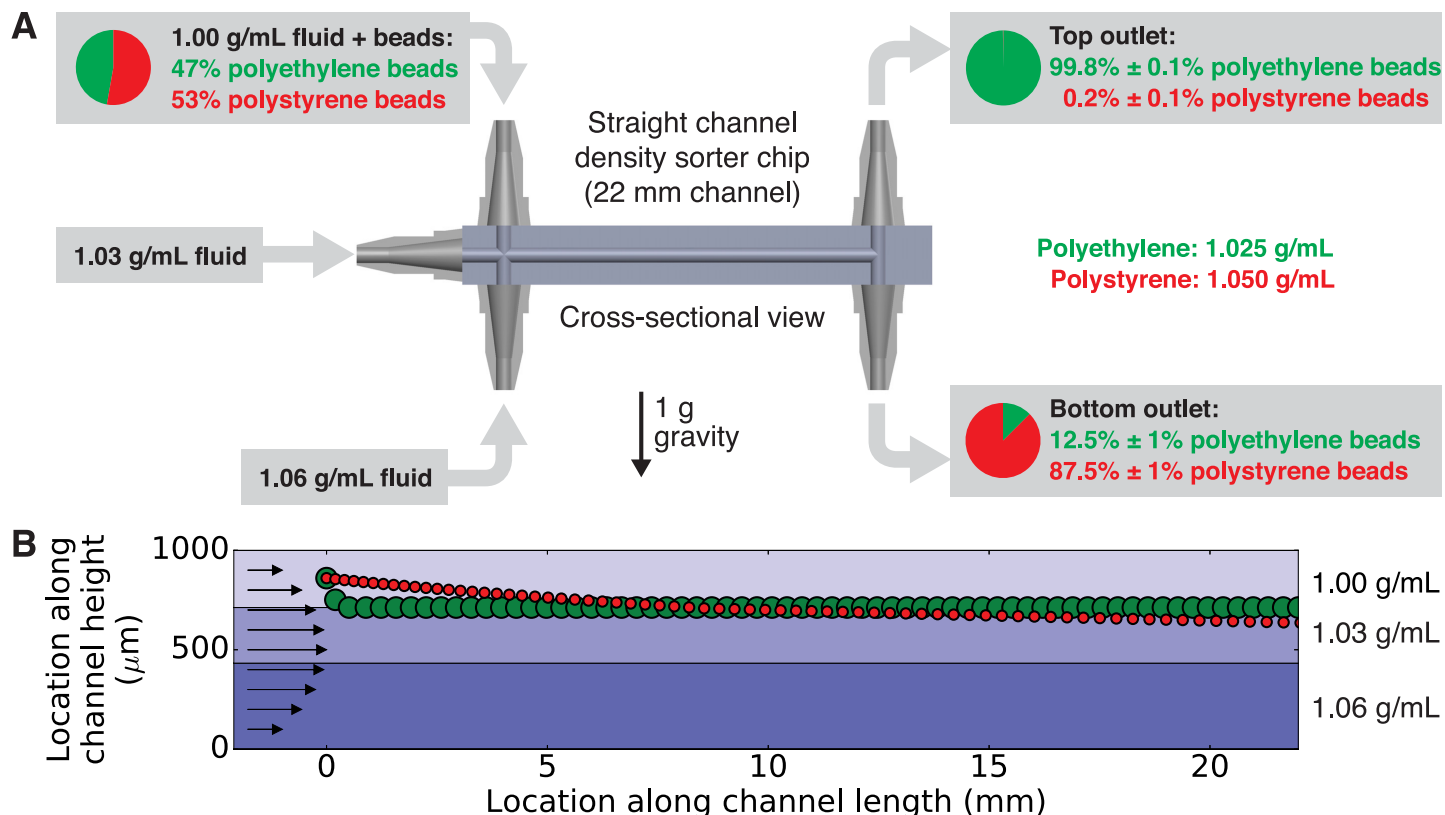 A
1.00 g/mL fluid + beads:
47% polyethylene beads
53% polystyrene beads
1.03 g/mL fluid
1.06 g/mL fluid
Straight channel
density sorter chip
(22 mm channel)
Cross-sectional view
1 g
gravity
Top outlet:
99.8% ± 0.1% polyethylene beads
0.2% ± 0.1% polystyrene beads
Polyethylene: 1.025 g/mL
Polystyrene: 1.050 g/mL
Bottom outlet:
12.5% ± 1% polyethylene beads
87.5% ± 1% polystyrene beads
B
Location along
channel height
(μm)
1000
500
0
1.00 g/mL
1.03 g/mL
1.06 g/mL
0 5 10 15 20
Location along channel length (mm)